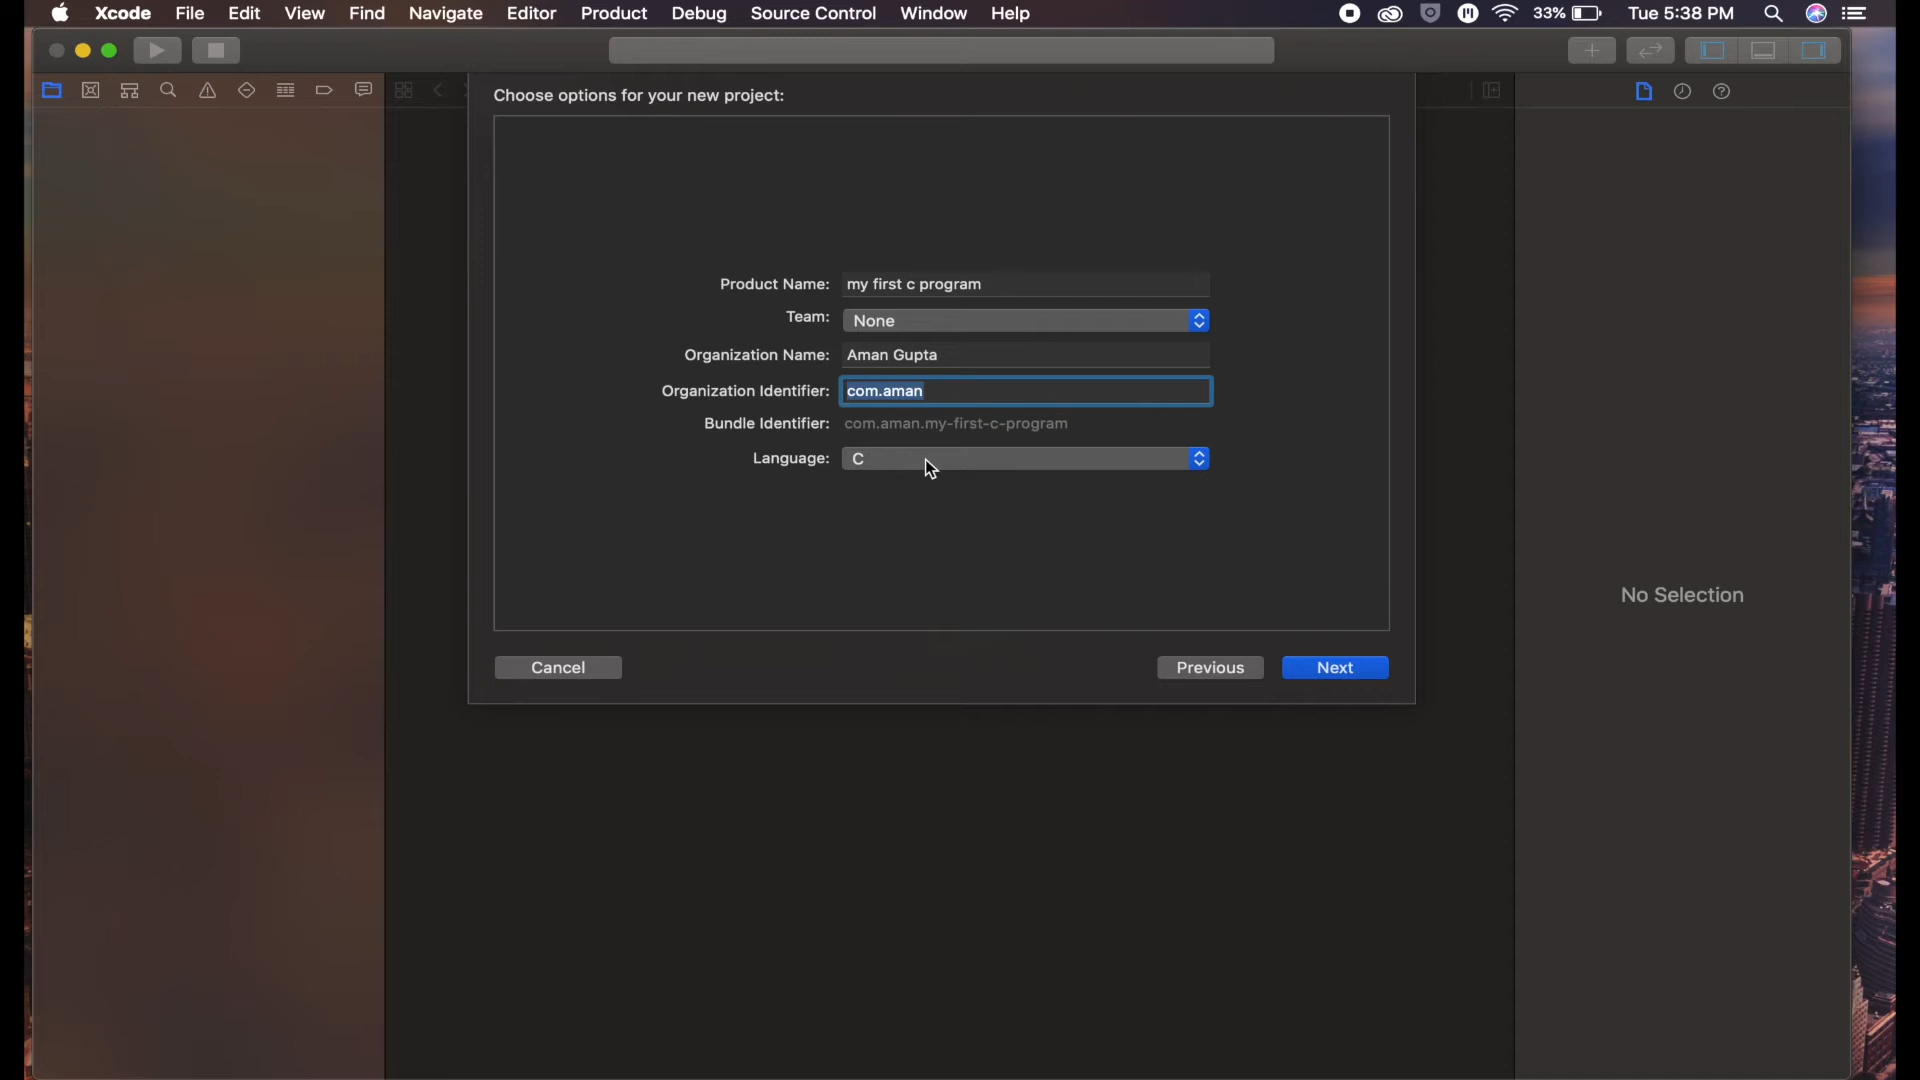 Xcode File Edit View Find Navigate Editor Product Debug Source Control Window Help 33% Tue 5:38 PM
Choose options for your new project:
Product Name: my first c program
Team: None
Organization Name: Aman Gupta
Organization Identifier: com.aman
Bundle Identifier: com.aman.my-first-c-program
Language: C
No Selection
Cancel Previous Next